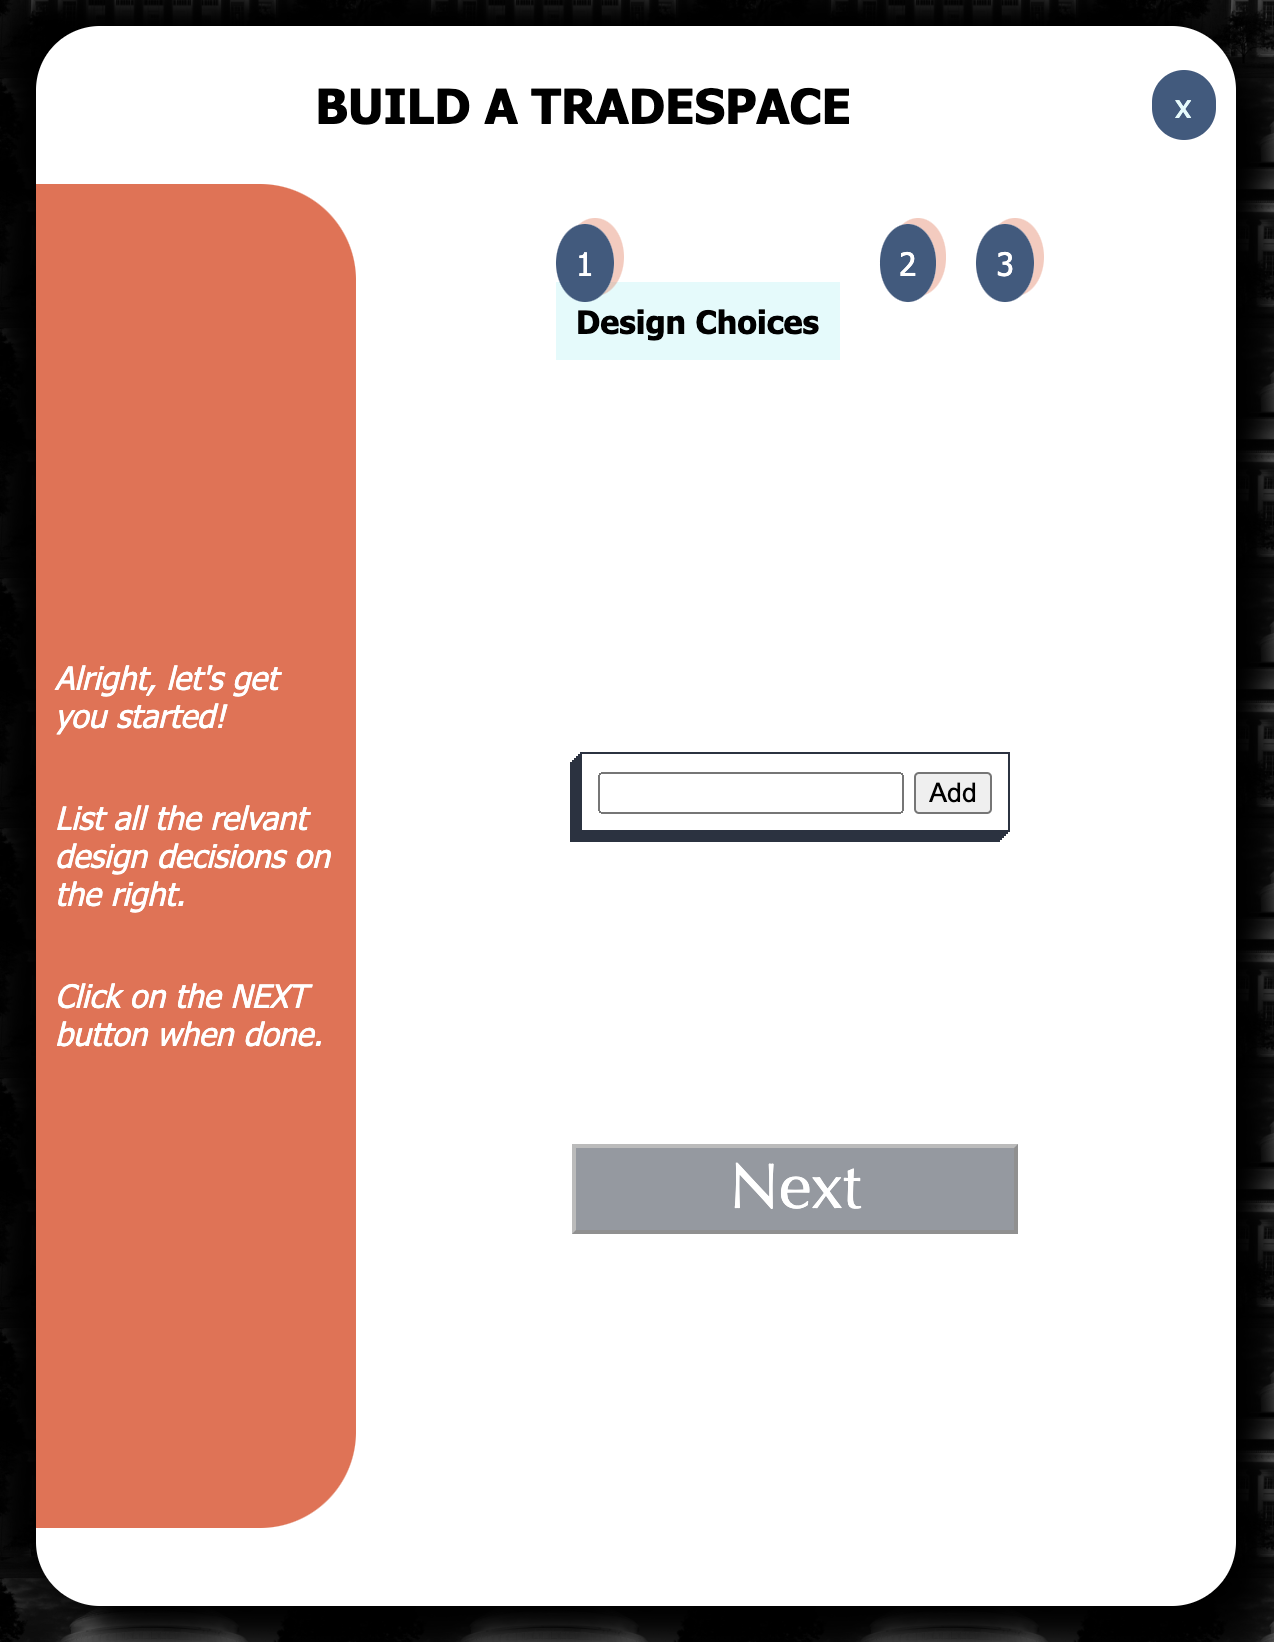 BUILD A TRADESPACE
x
1
2
3
Design Choices
Alright, let's get
you started!
List all the relvant
design decisions on
the right.
Click on the NEXT
button when done.
Add
Next